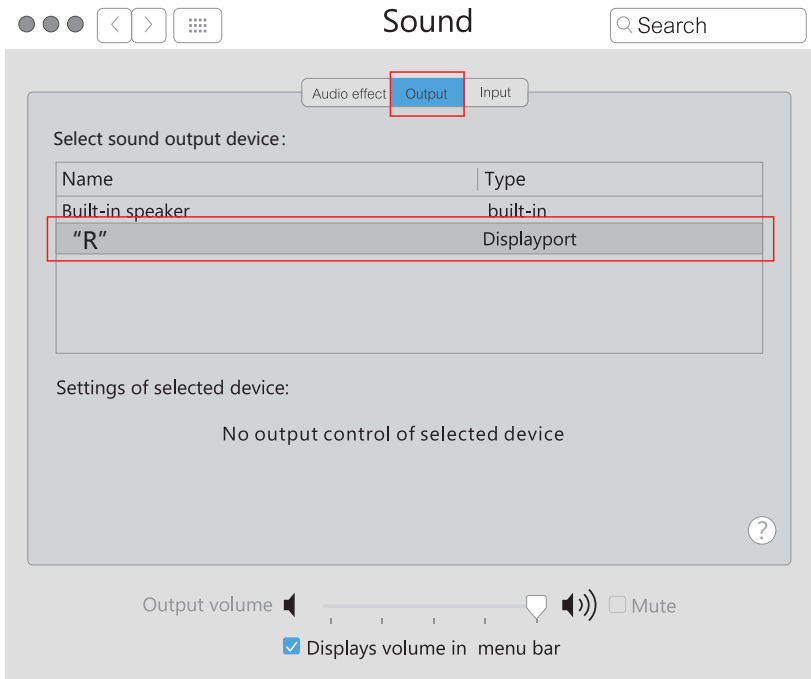 Sound
Search
Audio effect Output Input
Select sound output device:
Name Type
Built-in speaker built-in
“R” Displayport
Settings of selected device:
No output control of selected device
?
Output volume Mute
Displays volume in menu bar